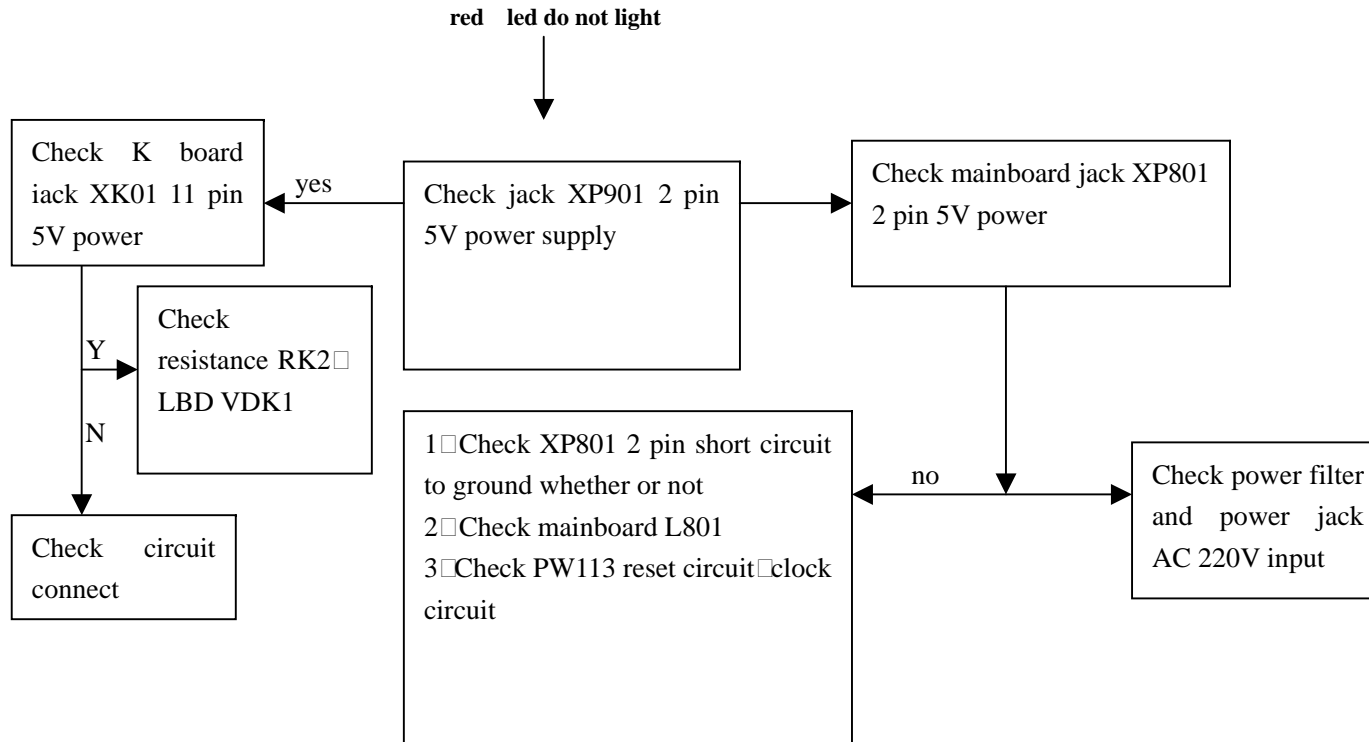 red led do not light
Check K board
iack XK01 11 pin
5V power
yes
Check jack XP901 2 pin
5V power supply
Check mainboard jack XP801
2 pin 5V power
Y
Check
resistance RK2□
LBD VDK1
N
Check circuit
connect
1□Check XP801 2 pin short circuit
to ground whether or not
2□Check mainboard L801
3□Check PW113 reset circuit□clock
circuit
no
Check power filter
and power jack
AC 220V input